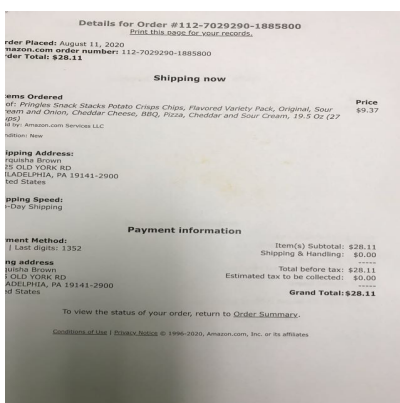 Details for Order #112-7029290-1885800
Print this page for your records.
rder Placed: August 11, 2020
mazon.com order number: 112-7029290-1885800
rder Total: $28.11
Shipping now
tems Ordered Price
of: Pringles Snack Stacks Potato Crisps Chips, Flavored Variety Pack, Original, Sour $9.37
ream and Onion, Cheddar Cheese, BBQ, Pizza, Cheddar and Sour Cream, 19.5 Oz (27
ups)
ld by: Amazon.com Services LLC
ndition: New
ipping Address:
rquisha Brown
25 OLD YORK RD
ILADELPHIA, PA 19141-2900
ited States
ipping Speed:
-Day Shipping
Payment information
ment Method: Item(s) Subtotal: $28.11
| Last digits: 1352 Shipping & Handling: $0.00
-----
ng address Total before tax: $28.11
quisha Brown Estimated tax to be collected: $0.00
5 OLD YORK RD -----
ADELPHIA, PA 19141-2900 Grand Total: $28.11
ed States
To view the status of your order, return to Order Summary.
Conditions of Use | Privacy Notice © 1996-2020, Amazon.com, Inc. or its affiliates